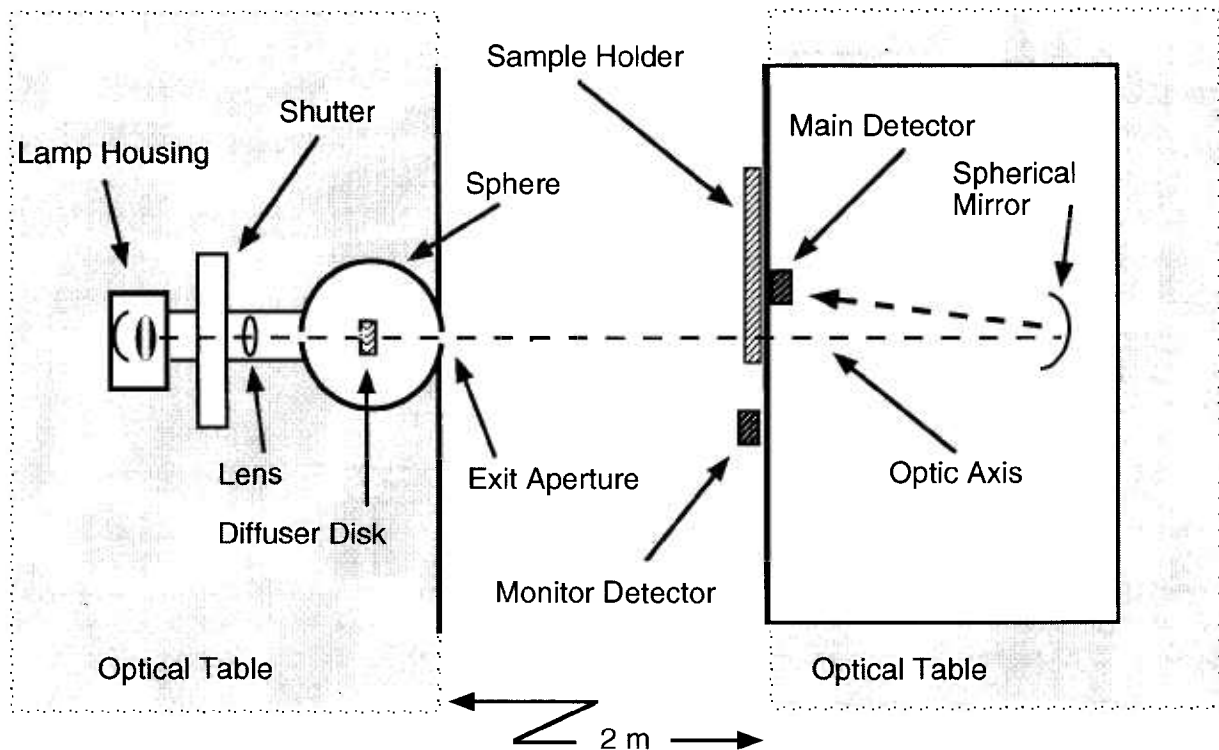 Sample Holder
Shutter
Main Detector
Lamp Housing
Spherical
Mirror
Sphere
Lens
Exit Aperture
Optic Axis
Diffuser Disk
Monitor Detector
Optical Table
Optical Table
2 m